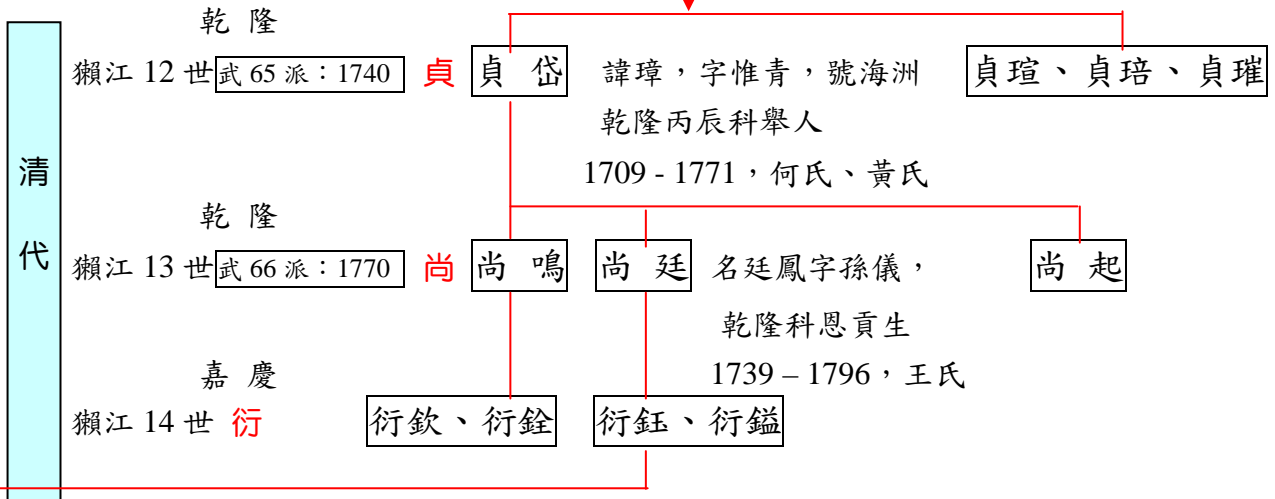 清代
乾 隆
獺江 12 世 武 65 派：1740 貞 貞 岱 諱璋，字惟青，號海洲 貞瑄、貞琣、貞璀
乾隆丙辰科舉人
1709 - 1771，何氏、黃氏
乾 隆
獺江 13 世 武 66 派：1770 尚 尚 鳴 尚 廷 名廷鳳字孫儀， 尚 起
乾隆科恩貢生
1739 – 1796，王氏
嘉 慶
獺江 14 世 衍 衍欽、衍銓 衍鈺、衍鎰